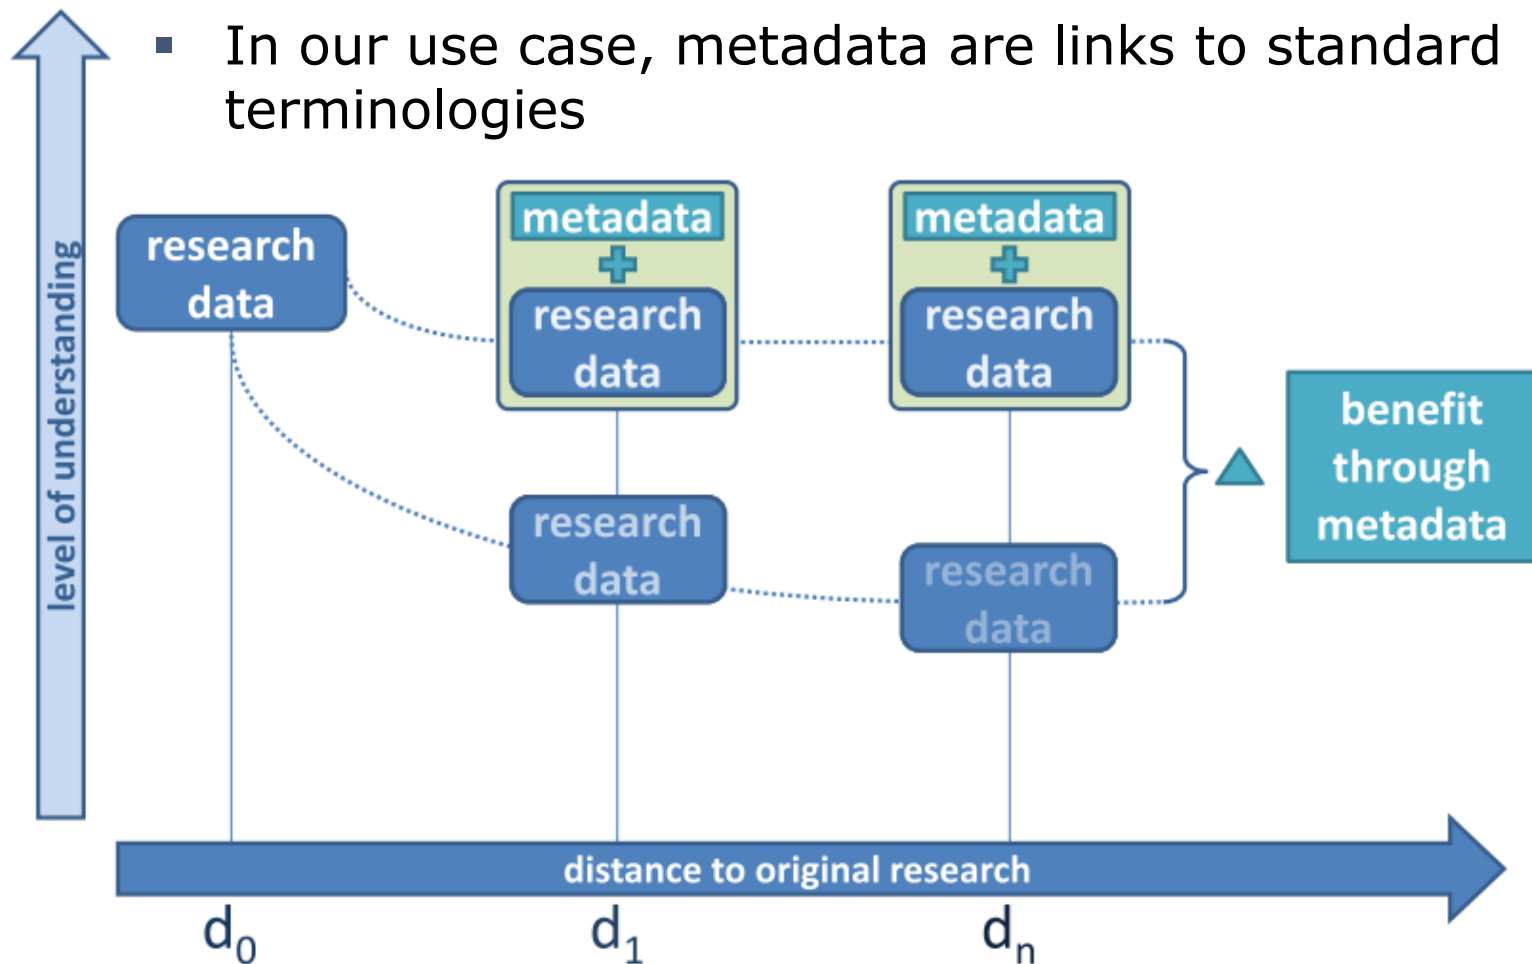 In our use case, metadata are links to standard
terminologies
level of understanding
research
data
metadata
research
data
metadata
research
data
research
data
research
data
benefit
through
metadata
distance to original research
d0
d1
dn